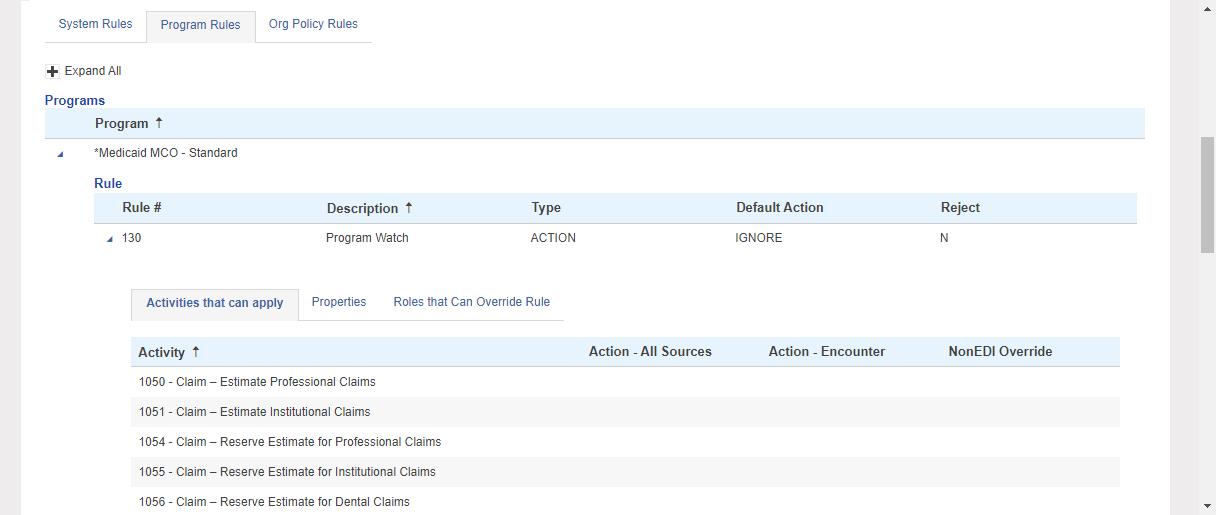 System Rules Program Rules Org Policy Rules
Expand All
Programs
Program ↑
*Medicaid MCO - Standard
Rule
Rule # Description ↑ Type Default Action Reject
130 Program Watch ACTION IGNORE N
Activities that can apply Properties Roles that Can Override Rule
Activity ↑ Action - All Sources Action - Encounter NonEDI Override
1050 - Claim – Estimate Professional Claims
1051 - Claim – Estimate Institutional Claims
1054 - Claim – Reserve Estimate for Professional Claims
1055 - Claim – Reserve Estimate for Institutional Claims
1056 - Claim – Reserve Estimate for Dental Claims